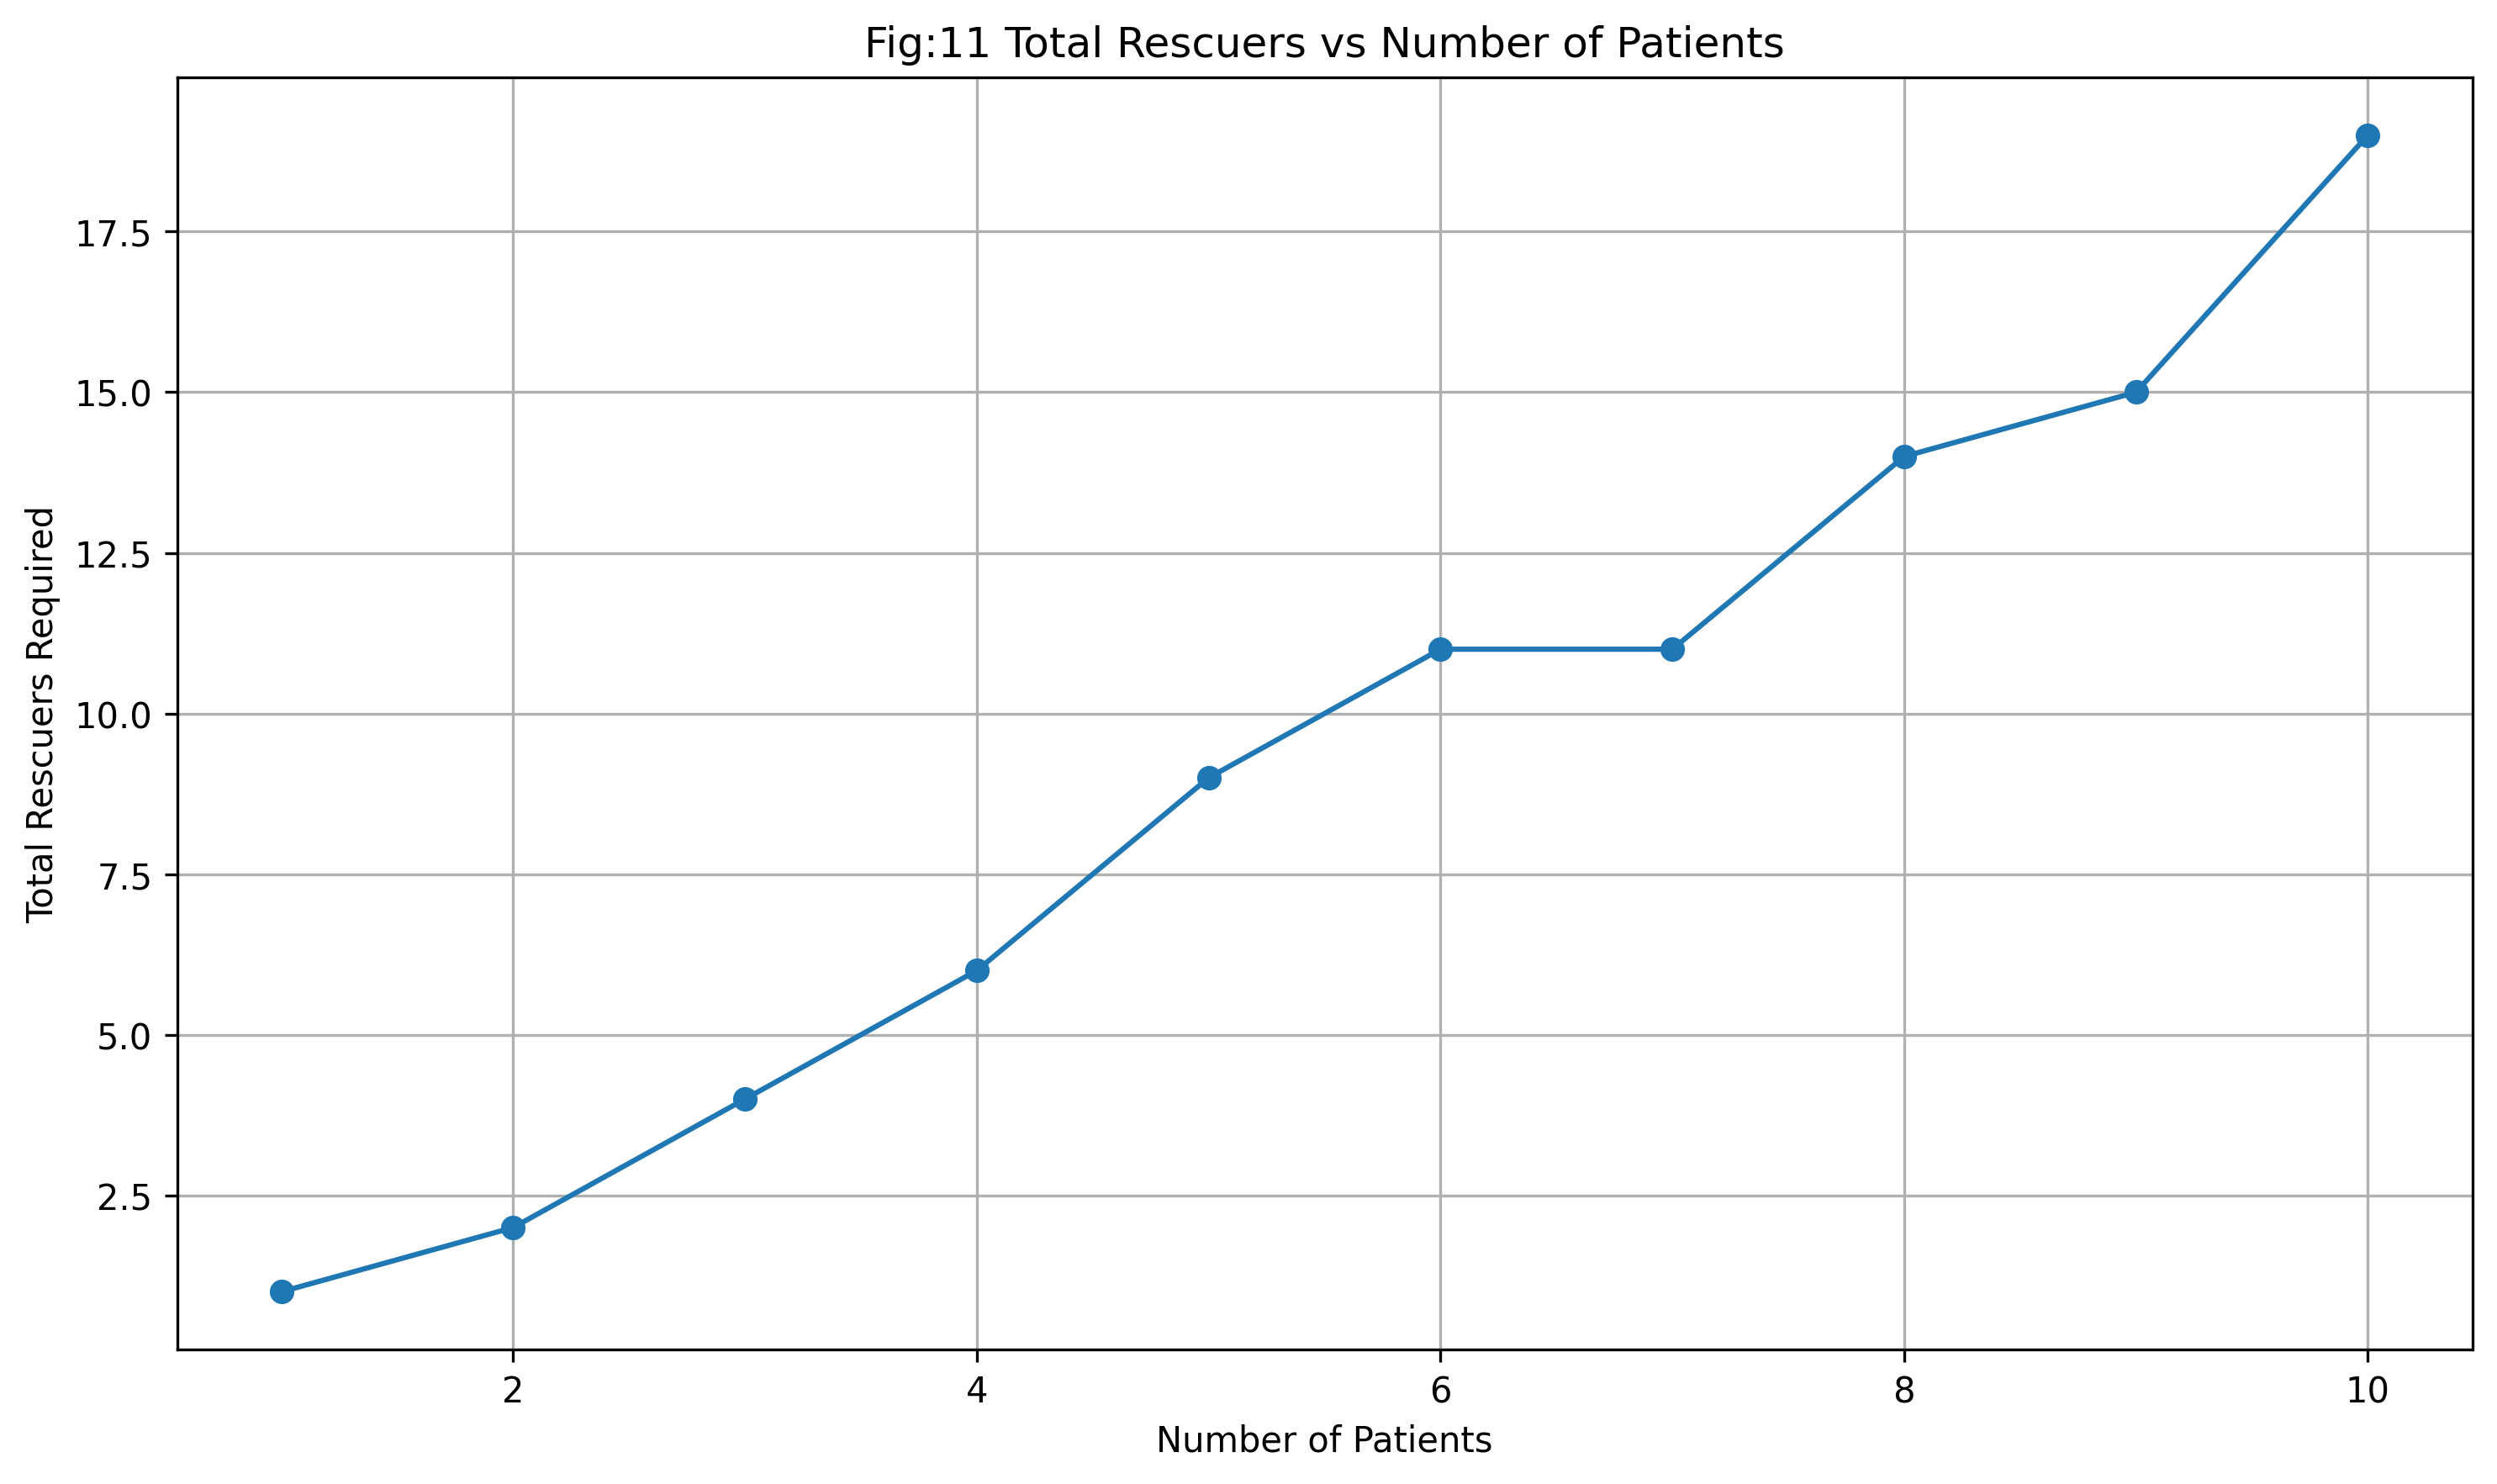 Fig:11 Total Rescuers vs Number of Patients
17.5
15.0
12.5
10.0
7.5
5.0
2.5
Total Rescuers Required
2 4 6 8 10
Number of Patients